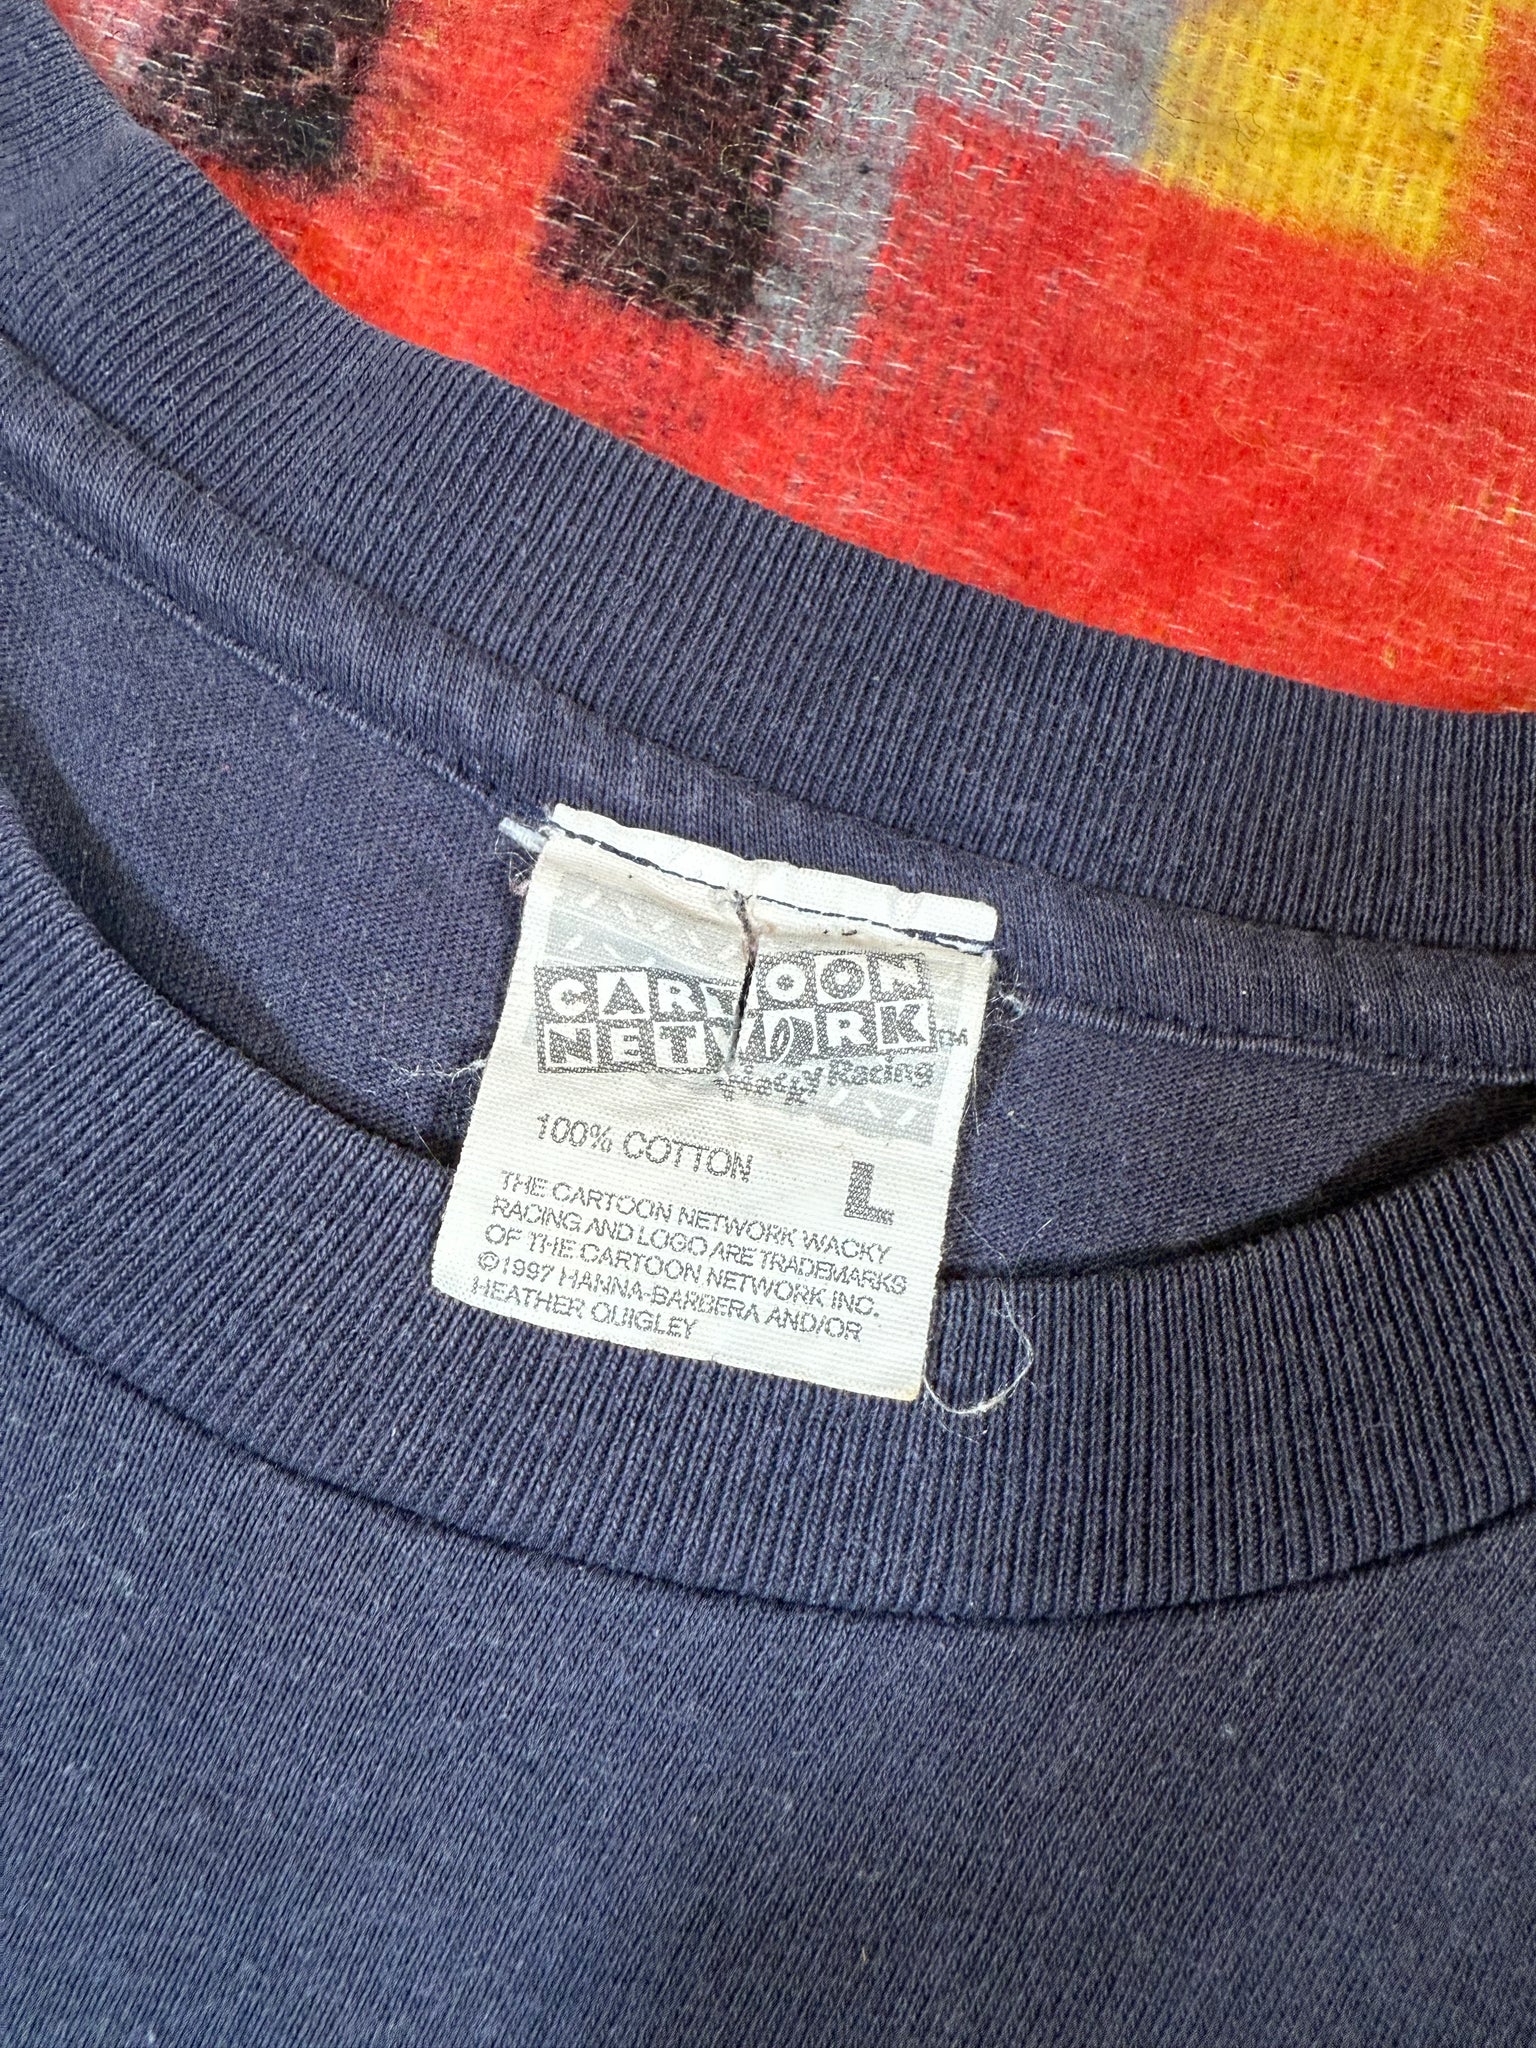 CARTOON
NETWORK TM
Wacky Racing
100% COTTON
L
THE CARTOON NETWORK WACKY
RACING AND LOGO ARE TRADEMARKS
OF THE CARTOON NETWORK INC.
©1997 HANNA-BARBERA AND/OR
HEATHER QUIGLEY